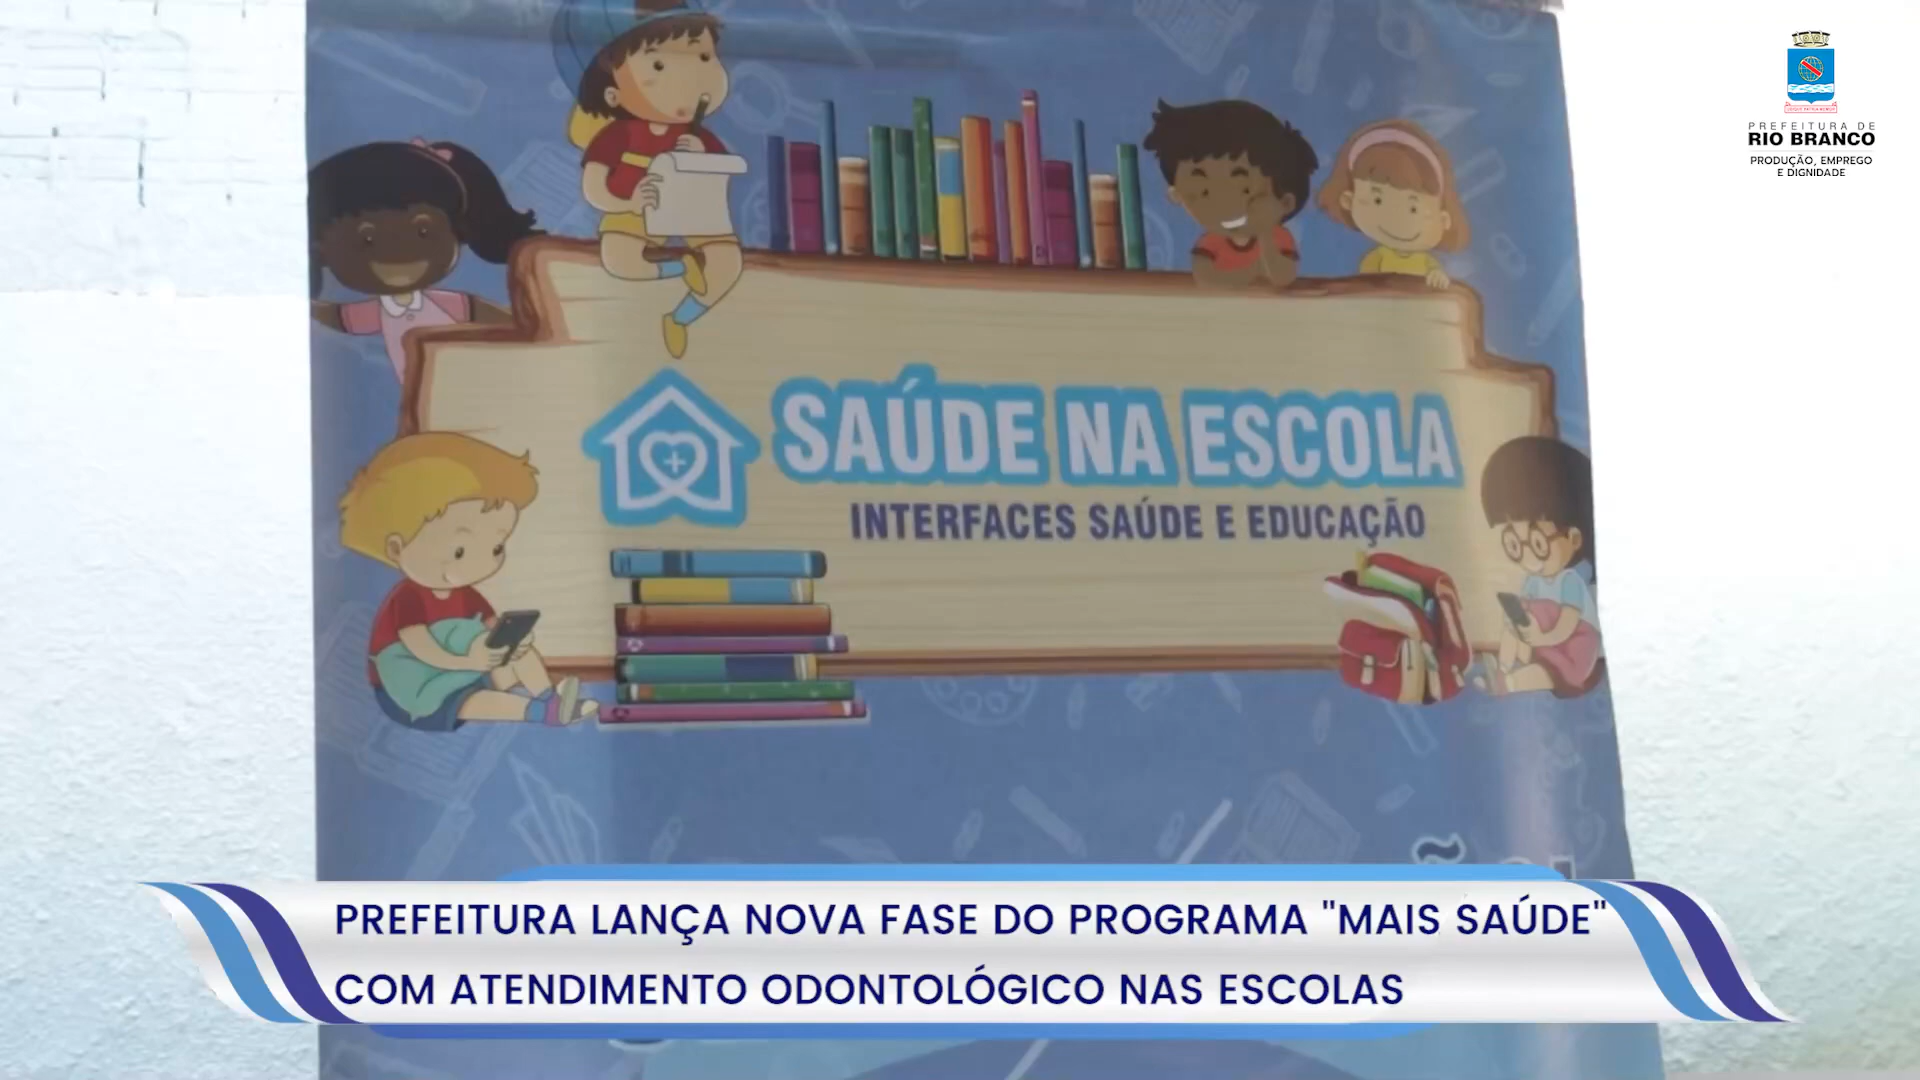 PREFEITURA DE
RIO BRANCO
PRODUÇÃO, EMPREGO
E DIGNIDADE
SAÚDE NA ESCOLA
INTERFACES SAÚDE E EDUCAÇÃO
PREFEITURA LANÇA NOVA FASE DO PROGRAMA "MAIS SAÚDE"
COM ATENDIMENTO ODONTOLÓGICO NAS ESCOLAS